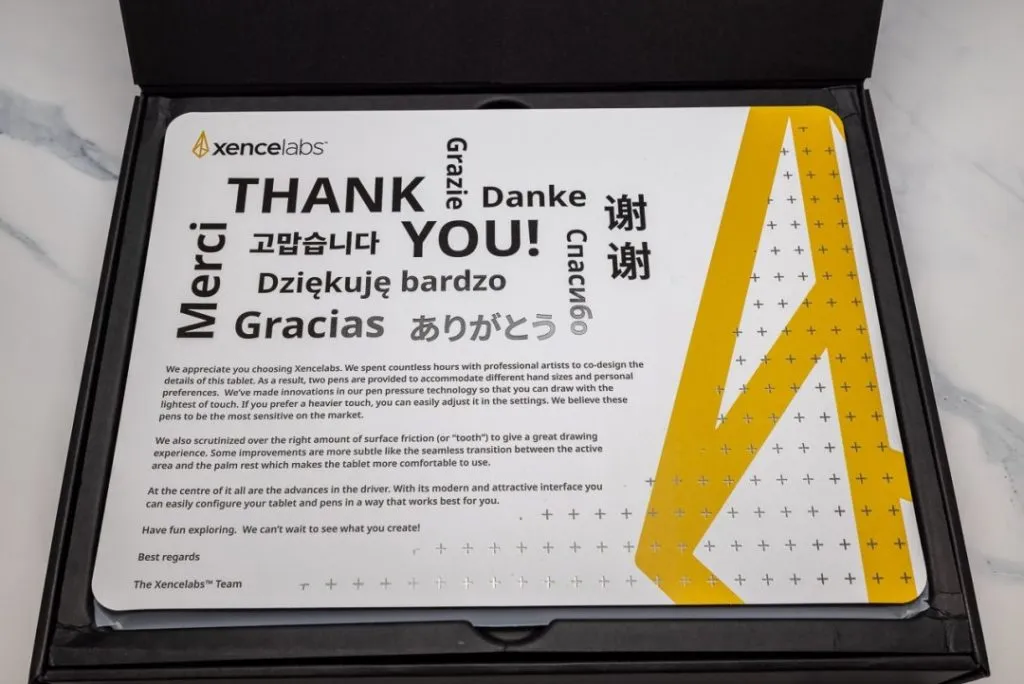 xencelabs™
Grazie
THANK
Danke
谢谢
Merci
고맙습니다
YOU!
Спасибо
Dziękuję bardzo
Gracias
ありがとう
We appreciate you choosing Xencelabs. We spent countless hours with professional artists to co-design the
details of this tablet. As a result, two pens are provided to accommodate different hand sizes and personal
preferences.  We've made innovations in our pen pressure technology so that you can draw with the
lightest of touch. If you prefer a heavier touch, you can easily adjust it in the settings. We believe these
pens to be the most sensitive on the market.
We also scrutinized over the right amount of surface friction (or "tooth") to give a great drawing
experience. Some improvements are more subtle like the seamless transition between the active
area and the palm rest which makes the tablet more comfortable to use.
At the centre of it all are the advances in the driver. With its modern and attractive interface you
can easily configure your tablet and pens in a way that works best for you.
Have fun exploring.  We can't wait to see what you create!
Best regards
The Xencelabs™ Team